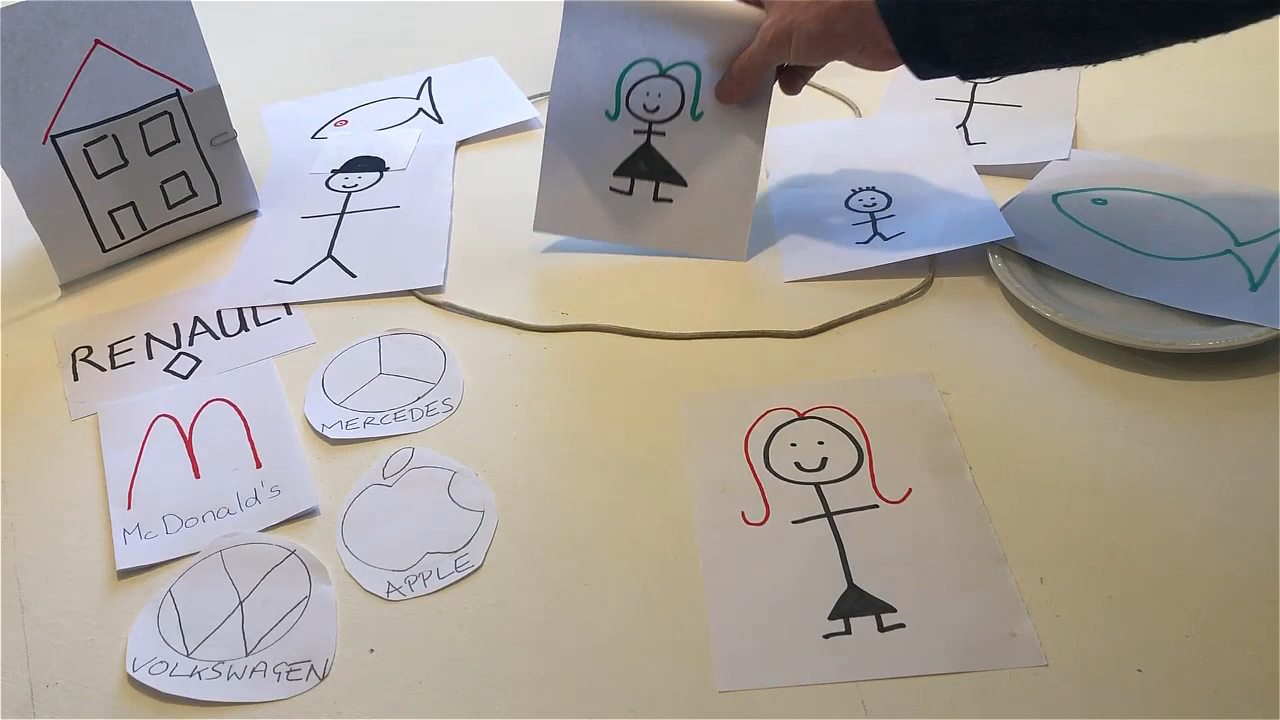 RENAULT
MERCEDES
McDonald's
APPLE
VOLKSWAGEN